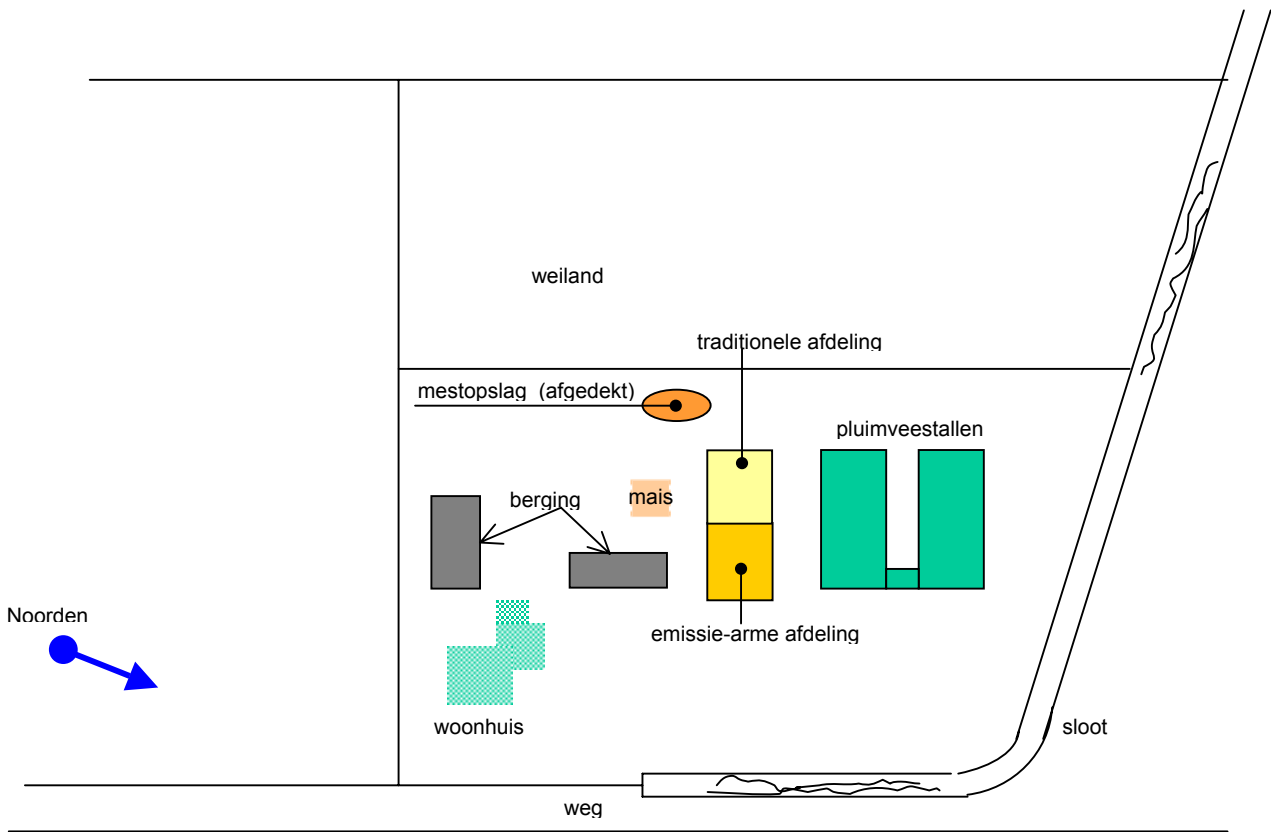 weiland
traditionele afdeling
mestopslag (afgedekt)
pluimveestallen
mais
berging
Noorden
emissie-arme afdeling
woonhuis
sloot
weg